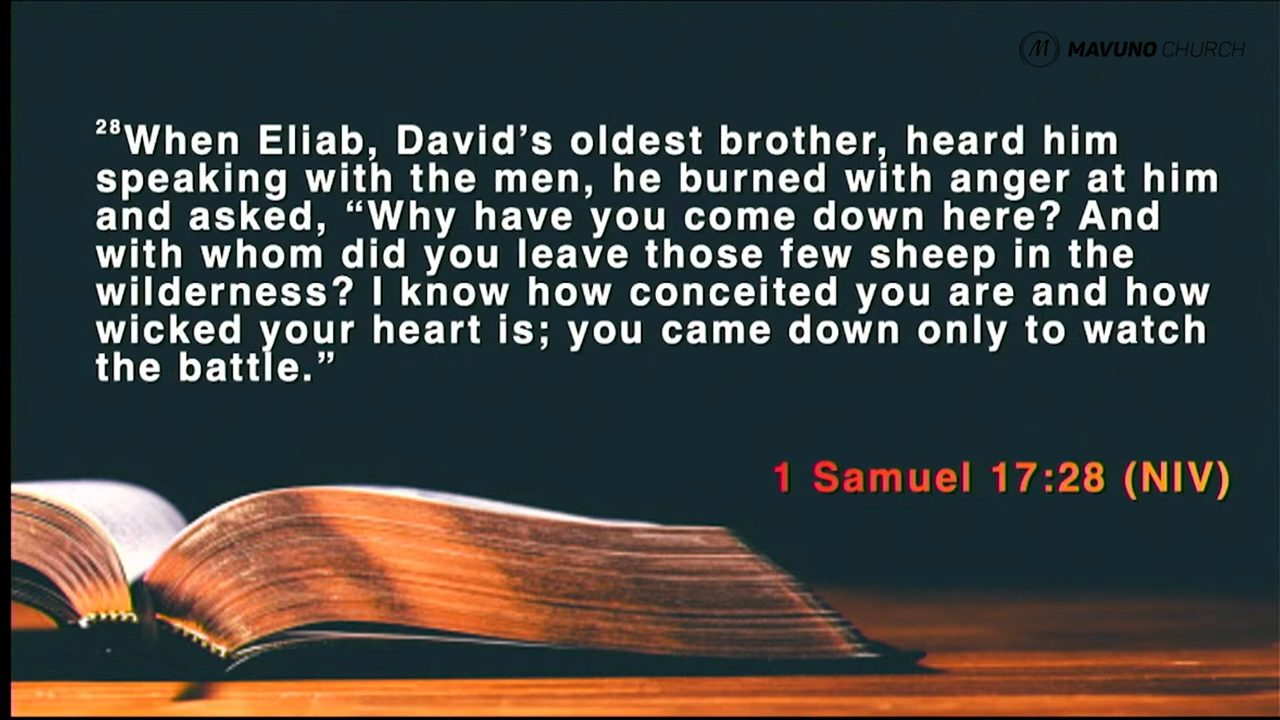 MAVUNO CHURCH
28When Eliab, David’s oldest brother, heard him
speaking with the men, he burned with anger at him
and asked, “Why have you come down here? And
with whom did you leave those few sheep in the
wilderness? I know how conceited you are and how
wicked your heart is; you came down only to watch
the battle.”
1 Samuel 17:28 (NIV)